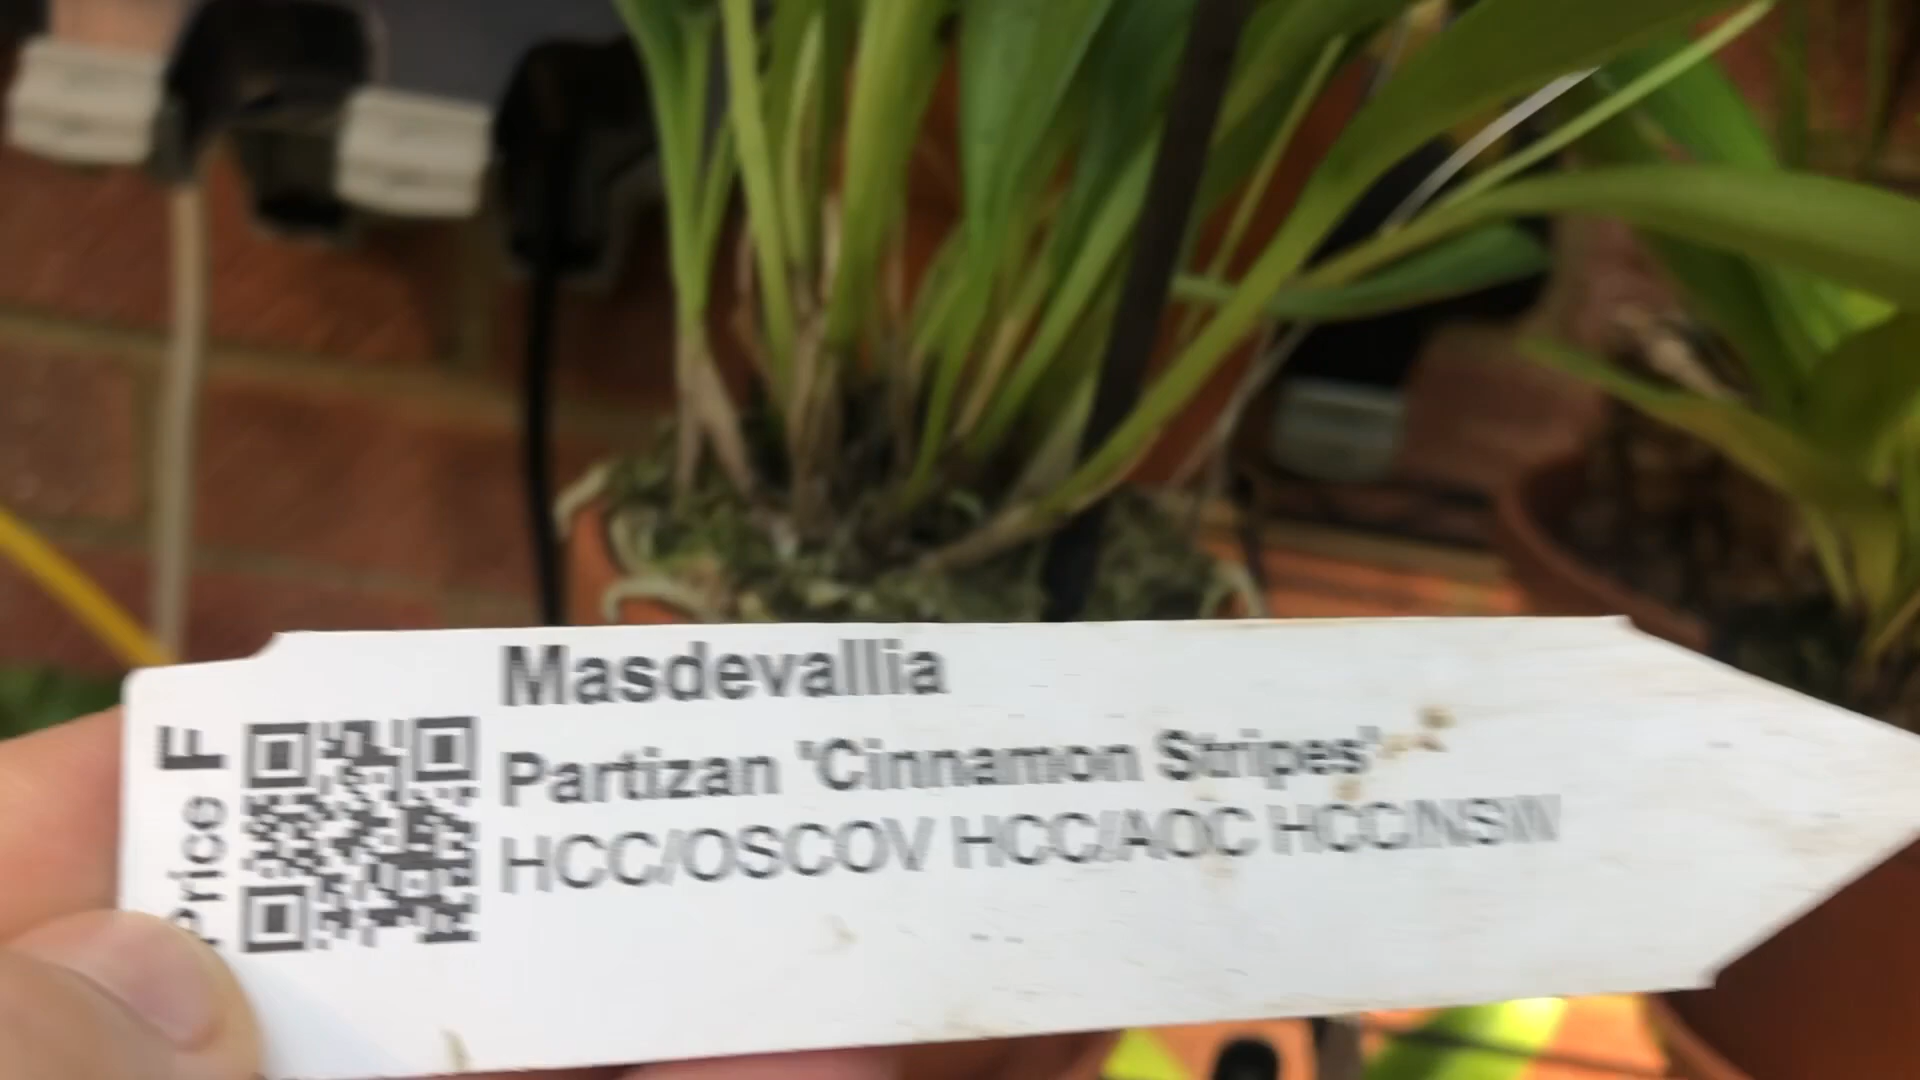 Masdevallia
Partizan 'Cinnamon Stripes'
HCC/OSCOV HCC/AOC HCC/NSW
Price F